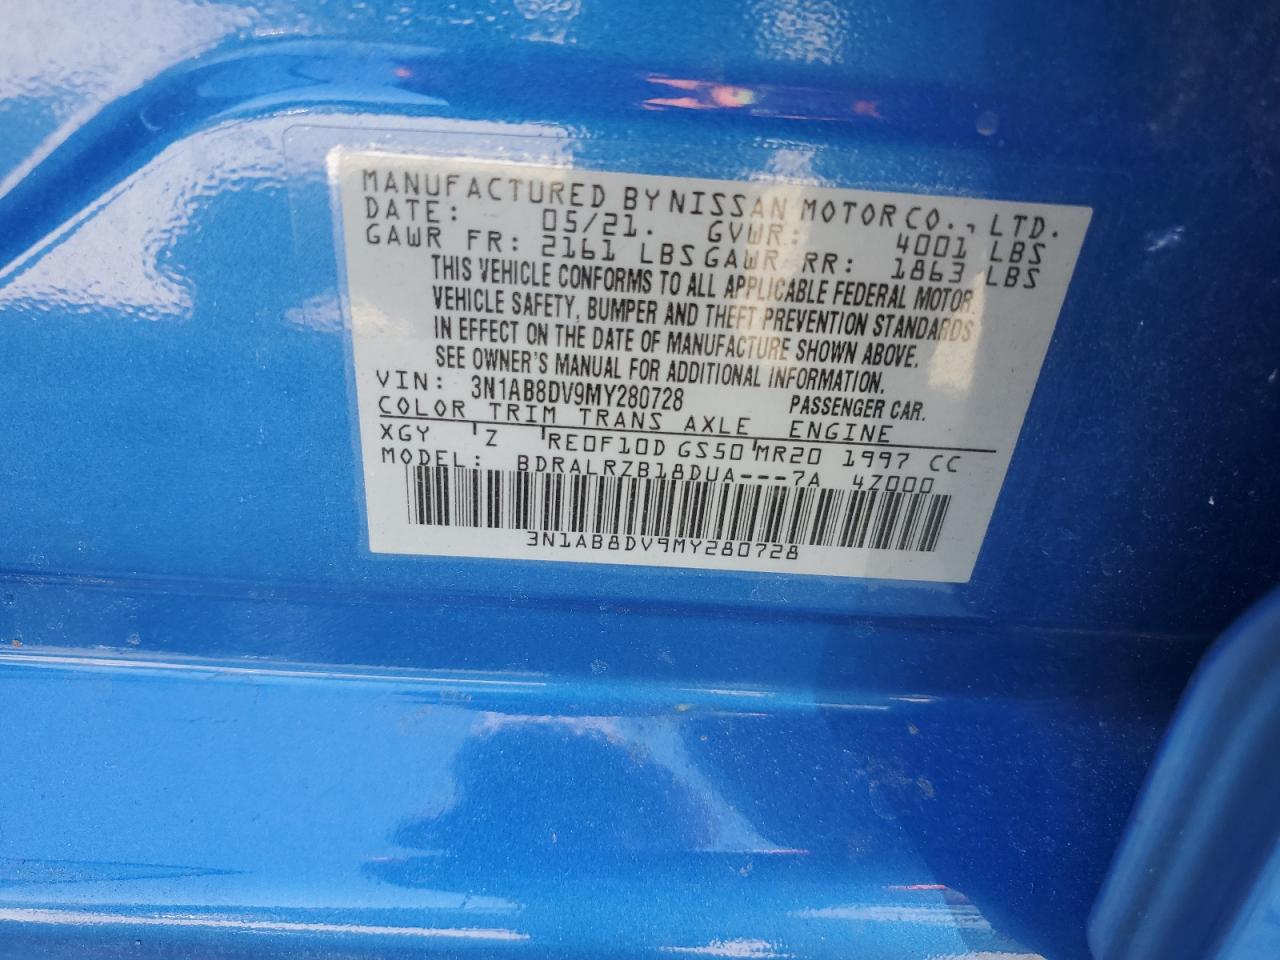 MANUFACTURED BY NISSAN MOTOR CO., LTD.
DATE: 05/21. GVWR: 4001 LBS
GAWR FR: 2161 LBS GAWR RR: 1863 LBS
THIS VEHICLE CONFORMS TO ALL APPLICABLE FEDERAL MOTOR
VEHICLE SAFETY, BUMPER AND THEFT PREVENTION STANDARDS
IN EFFECT ON THE DATE OF MANUFACTURE SHOWN ABOVE.
SEE OWNER'S MANUAL FOR ADDITIONAL INFORMATION.
VIN: 3N1AB8DV9MY280728 PASSENGER CAR.
COLOR TRIM TRANS AXLE ENGINE
XGY Z RE0F10D GS50 MR20 1997 CC
MODEL: BDRALRZB18DUA---7A 4Z000
3N1AB8DV9MY280728